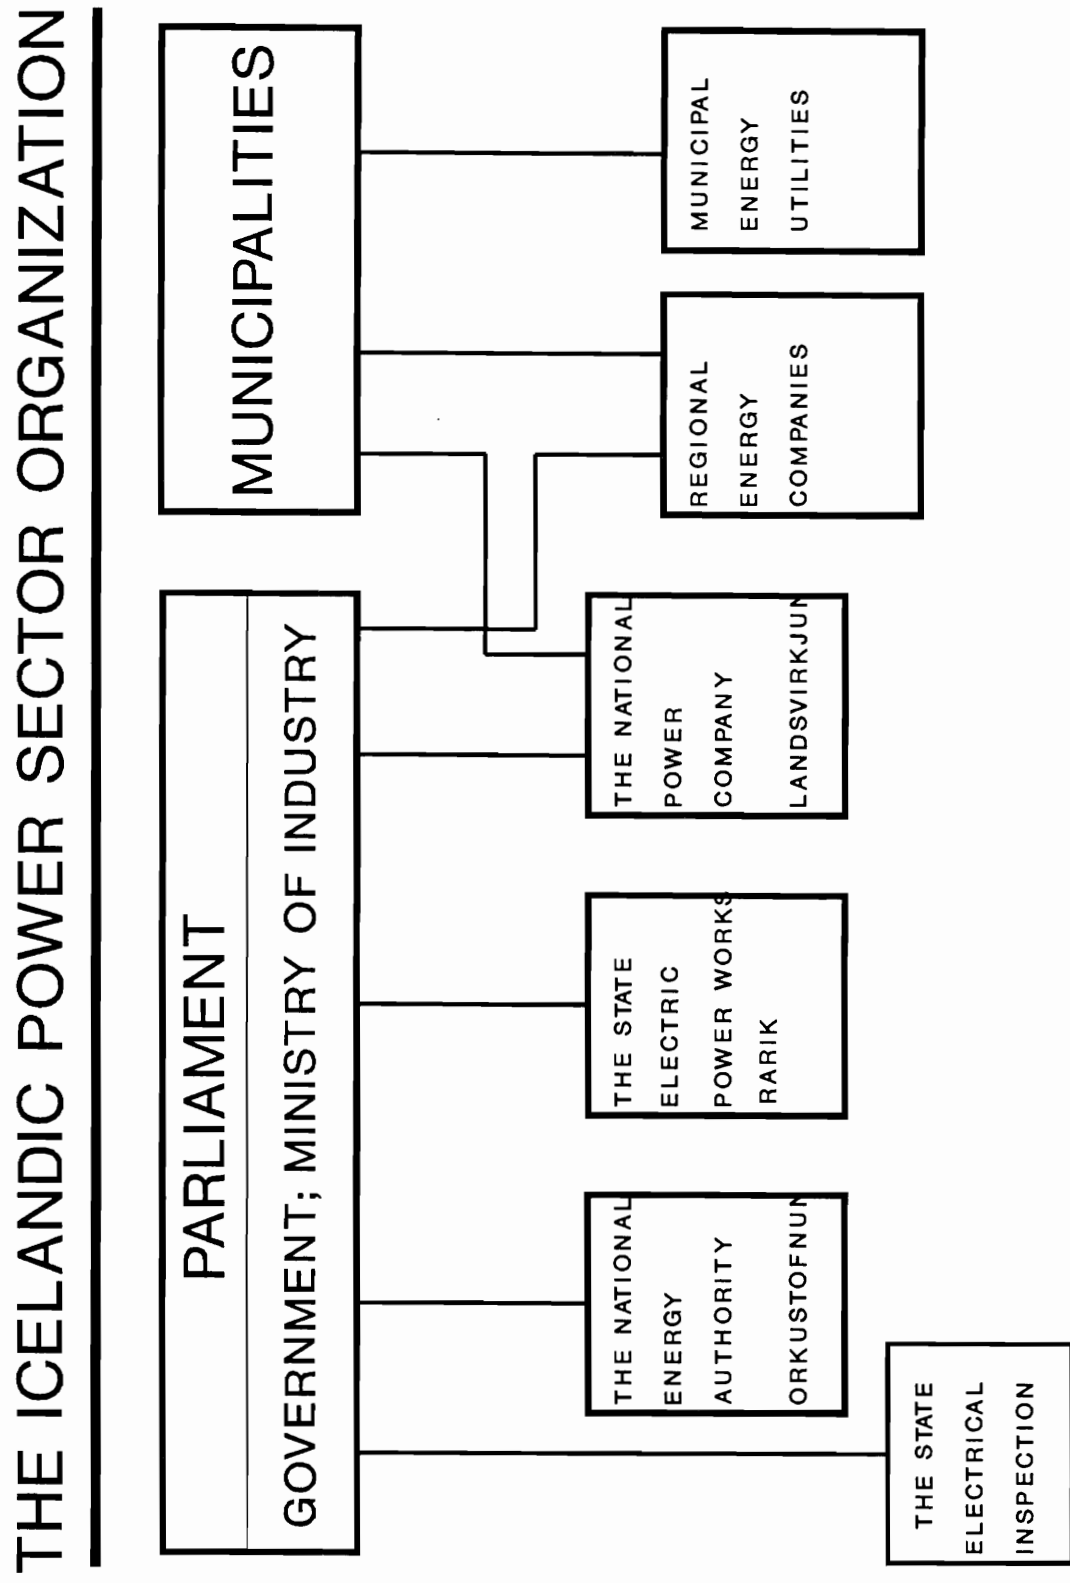 THE ICELANDIC POWER SECTOR ORGANIZATION
PARLIAMENT
GOVERNMENT; MINISTRY OF INDUSTRY
MUNICIPALITIES
THE STATE
ELECTRICAL
INSPECTION
THE NATIONAL
ENERGY
AUTHORITY
ORKUSTOFNUN
THE STATE
ELECTRIC
POWER WORKS
RARIK
THE NATIONAL
POWER
COMPANY
LANDSVIRKJUN
REGIONAL
ENERGY
COMPANIES
MUNICIPAL
ENERGY
UTILITIES